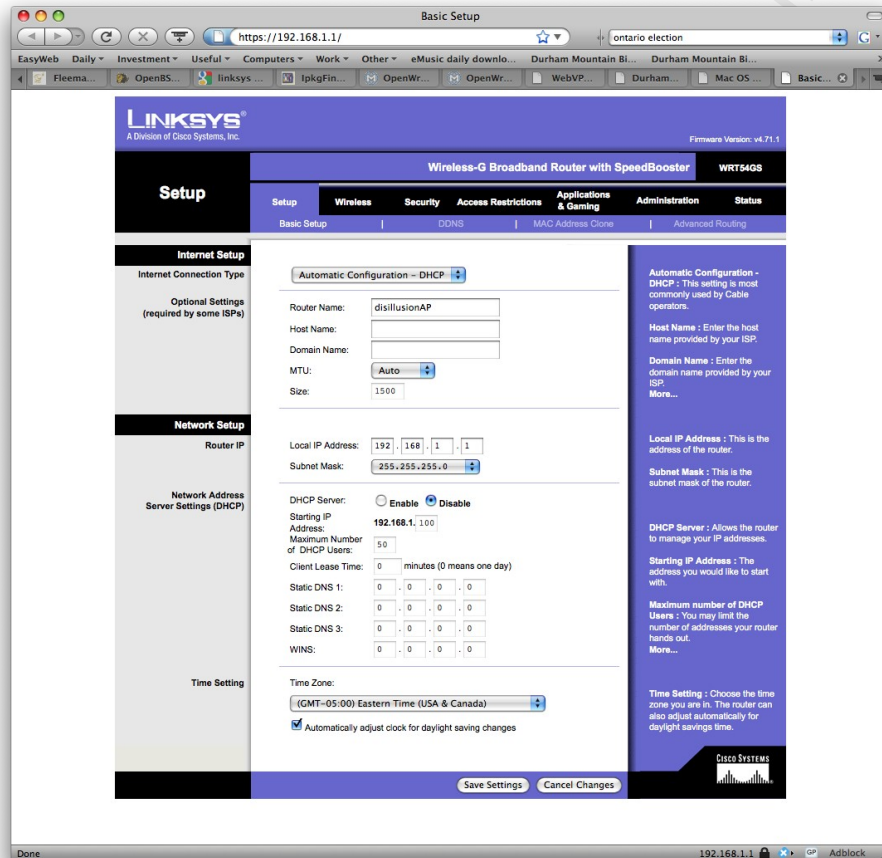 Basic Setup
https://192.168.1.1/
ontario election
EasyWeb Daily Investment Useful Computers Work Other eMusic daily downlo... Durham Mountain Bi... Durham Mountain Bi...
Fleema... OpenBS... linksys ... IpkgFin... OpenWr... OpenWr... WebVP... Durham... Mac OS ... Basic...
LINKSYS®
A Division of Cisco Systems, Inc.
Firmware Version: v4.71.1
Wireless-G Broadband Router with SpeedBooster WRT54GS
Setup
Setup Wireless Security Access Restrictions Applications & Gaming Administration Status
Basic Setup | DDNS | MAC Address Clone | Advanced Routing
Internet Setup
Internet Connection Type
Automatic Configuration - DHCP
Optional Settings
(required by some ISPs)
Router Name: disillusionAP
Host Name:
Domain Name:
MTU: Auto
Size: 1500
Automatic Configuration -
DHCP : This setting is most
commonly used by Cable
operators.
Host Name : Enter the host
name provided by your ISP.
Domain Name : Enter the
domain name provided by your
ISP.
More...
Network Setup
Router IP
Local IP Address: 192 . 168 . 1 . 1
Subnet Mask: 255.255.255.0
Local IP Address : This is the
address of the router.
Subnet Mask : This is the
subnet mask of the router.
Network Address
Server Settings (DHCP)
DHCP Server: Enable Disable
Starting IP
Address: 192.168.1. 100
Maximum Number
of DHCP Users: 50
Client Lease Time: 0 minutes (0 means one day)
Static DNS 1: 0 . 0 . 0 . 0
Static DNS 2: 0 . 0 . 0 . 0
Static DNS 3: 0 . 0 . 0 . 0
WINS: 0 . 0 . 0 . 0
DHCP Server : Allows the router
to manage your IP addresses.
Starting IP Address : The
address you would like to start
with.
Maximum number of DHCP
Users : You may limit the
number of addresses your router
hands out.
More...
Time Setting
Time Zone:
(GMT-05:00) Eastern Time (USA & Canada)
Automatically adjust clock for daylight saving changes
Time Setting : Choose the time
zone you are in. The router can
also adjust automatically for
daylight savings time.
CISCO SYSTEMS
Save Settings Cancel Changes
Done
192.168.1.1 GP Adblock